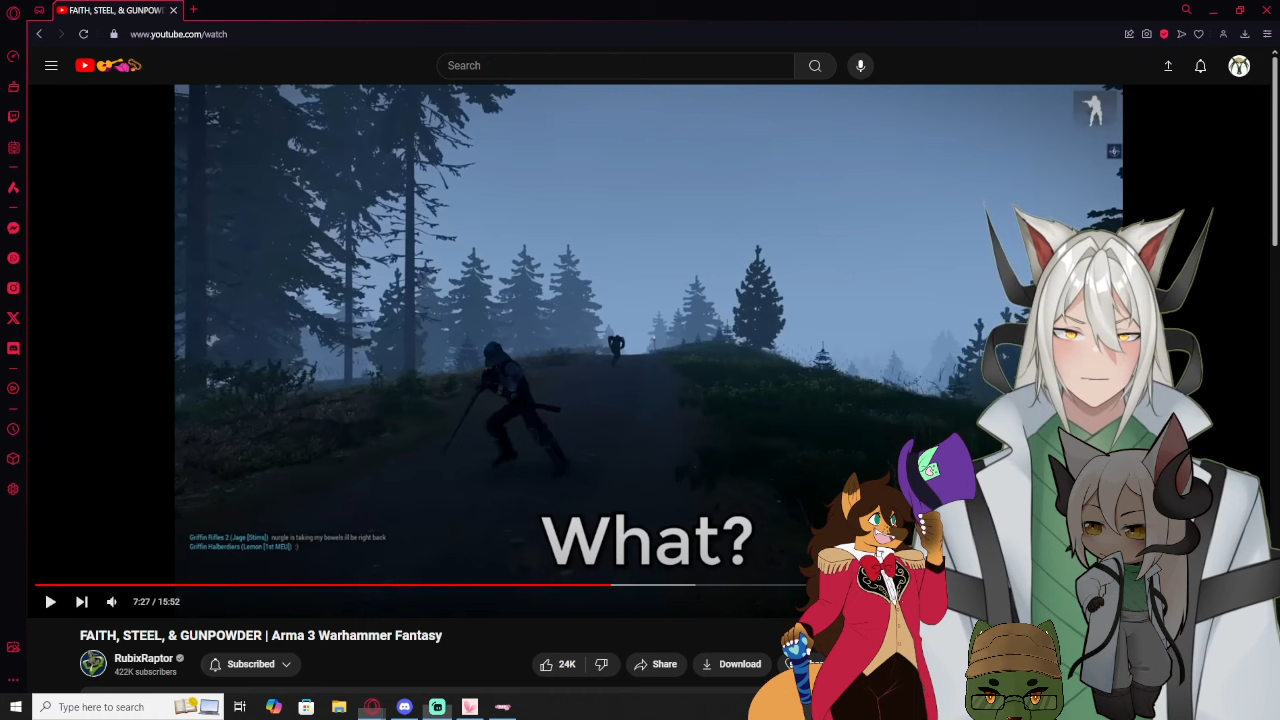 FAITH, STEEL, & GUNPOWD
www.youtube.com/watch
Search
Griffin Rifles 2 (Jage [Stims]) nurgle is taking my bowels ill be right back
Griffin Halberdiers (Lemon [1st MEU]) :)
What?
7:27 / 15:52
FAITH, STEEL, & GUNPOWDER | Arma 3 Warhammer Fantasy
RubixRaptor
422K subscribers
Subscribed
24K
Share
Download
Type here to search